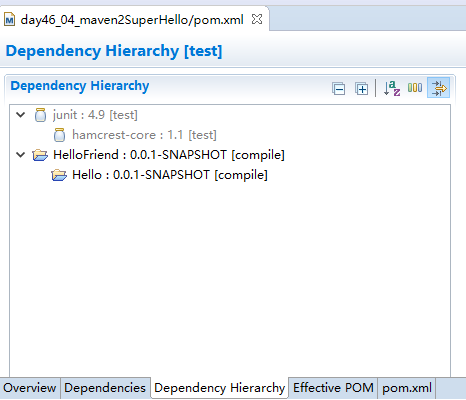 day46_04_maven2SuperHello/pom.xml
Dependency Hierarchy [test]
Dependency Hierarchy
junit : 4.9 [test]
hamcrest-core : 1.1 [test]
HelloFriend : 0.0.1-SNAPSHOT [compile]
Hello : 0.0.1-SNAPSHOT [compile]
Overview Dependencies Dependency Hierarchy Effective POM pom.xml